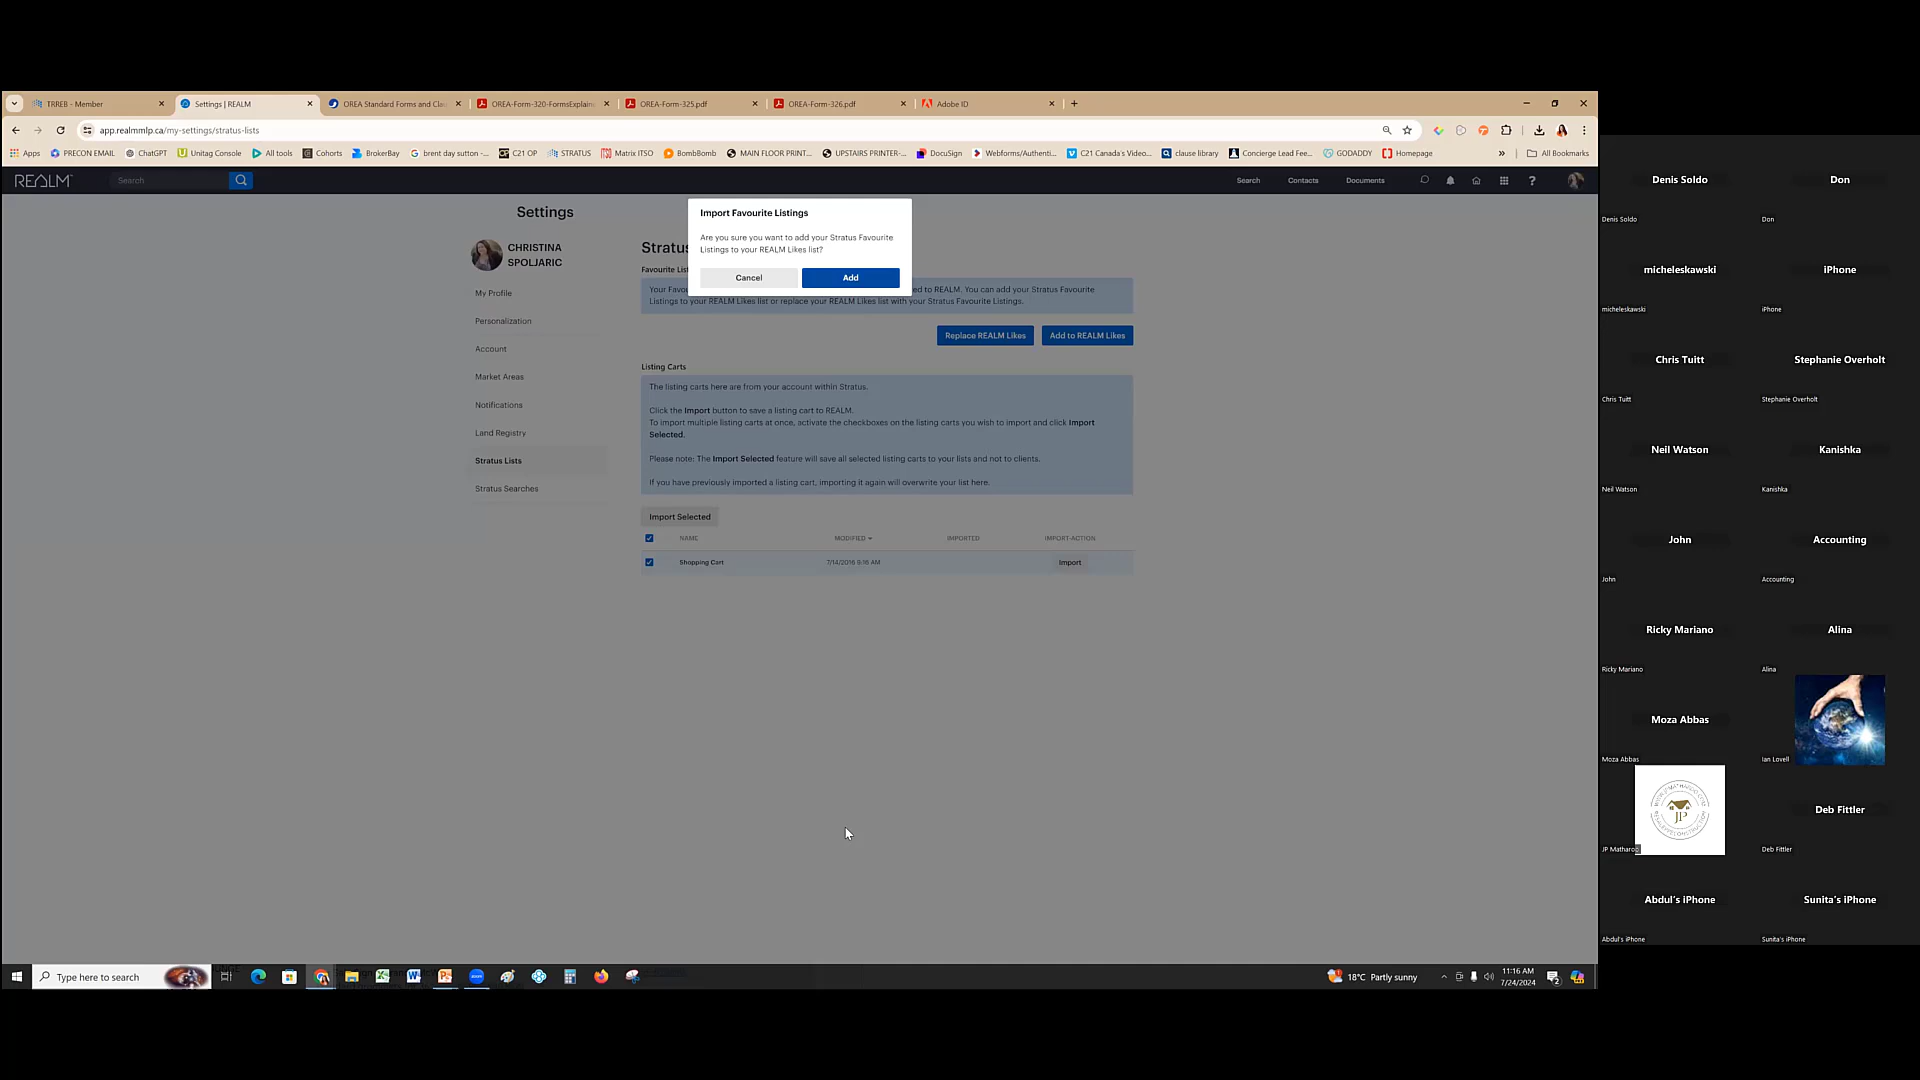 TRREB - Member
Settings | REALM
OREA Standard Forms and Cla
OREA-Form-320-FormsExplain
OREA-Form-325.pdf
OREA-Form-326.pdf
Adobe ID
app.realmmlp.ca/my-settings/stratus-lists
Apps
PRECON EMAIL
ChatGPT
Unitag Console
All tools
Cohorts
BrokerBay
brent day sutton -...
C21 OP
STRATUS
Matrix ITSO
BombBomb
MAIN FLOOR PRINT...
UPSTAIRS PRINTER-...
DocuSign
Webforms/Authenti...
C21 Canada's Video...
clause library
Concierge Lead Fee...
GODADDY
Homepage
»
All Bookmarks
REALM
Search
Search
Contacts
Documents
Settings
CHRISTINA
SPOLJARIC
My Profile
Personalization
Account
Market Areas
Notifications
Land Registry
Stratus Lists
Stratus Searches
Import Favourite Listings
Are you sure you want to add your Stratus Favourite
Listings to your REALM Likes list?
Cancel
Add
Stratus
Favourite List
Your Favou
ed to REALM. You can add your Stratus Favourite
Listings to your REALM Likes list or replace your REALM Likes list with your Stratus Favourite Listings.
Replace REALM Likes
Add to REALM Likes
Listing Carts
The listing carts here are from your account within Stratus.
Click the Import button to save a listing cart to REALM.
To import multiple listing carts at once, activate the checkboxes on the listing carts you wish to import and click Import
Selected.
Please note: The Import Selected feature will save all selected listing carts to your lists and not to clients.
If you have previously imported a listing cart, importing it again will overwrite your list here.
Import Selected
NAME
MODIFIED
IMPORTED
IMPORT-ACTION
Shopping Cart
7/14/2016 9:16 AM
Import
Type here to search
18°C Partly sunny
11:16 AM
7/24/2024
Denis Soldo
Denis Soldo
Don
Don
micheleskawski
micheleskawski
iPhone
iPhone
Chris Tuitt
Chris Tuitt
Stephanie Overholt
Stephanie Overholt
Neil Watson
Neil Watson
Kanishka
Kanishka
John
John
Accounting
Accounting
Ricky Mariano
Ricky Mariano
Alina
Alina
Moza Abbas
Moza Abbas
Ian Lovell
JP
JP Matharoo
Deb Fittler
Deb Fittler
Abdul's iPhone
Abdul's iPhone
Sunita's iPhone
Sunita's iPhone